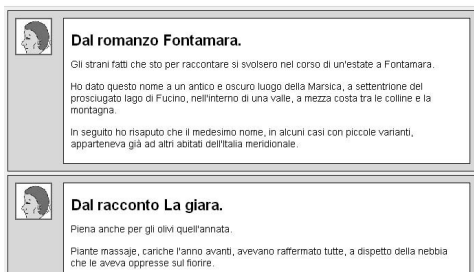 Dal romanzo Fontamara.
Gli strani fatti che sto per raccontare si svolsero nel corso di un'estate a Fontamara.
Ho dato questo nome a un antico e oscuro luogo della Marsica, a settentrione del
prosciugato lago di Fucino, nell'interno di una valle, a mezza costa tra le colline e la
montagna.
In seguito ho risaputo che il medesimo nome, in alcuni casi con piccole varianti,
apparteneva già ad altri abitati dell'Italia meridionale.
Dal racconto La giara.
Piena anche per gli olivi quell'annata.
Piante massaje, cariche l'anno avanti, avevano raffermato tutte, a dispetto della nebbia
che le aveva oppresse sul fiorire.